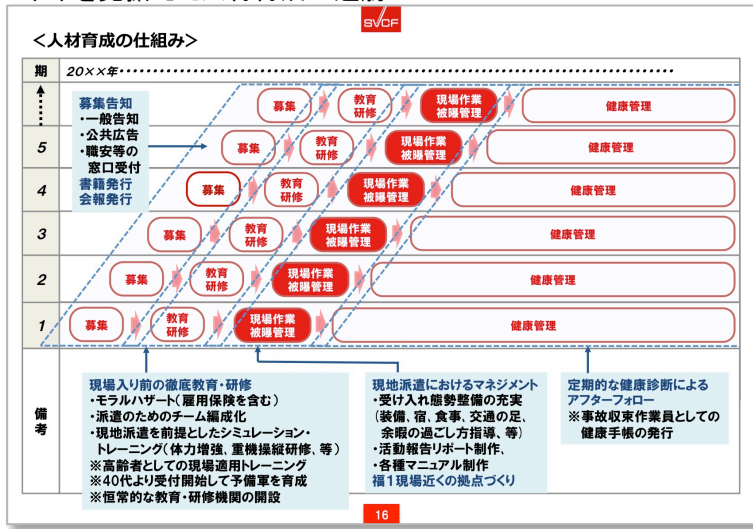 SVCF
<人材育成の仕組み>
期
20××年
募集
教育
研修
現場作業
被曝管理
健康管理
募集告知
・一般告知
・公共広告
・職安等の
窓口受付
書籍発行
会報発行
5
募集
教育
研修
現場作業
被曝管理
健康管理
4
募集
教育
研修
現場作業
被曝管理
健康管理
3
募集
教育
研修
現場作業
被曝管理
健康管理
2
募集
教育
研修
現場作業
被曝管理
健康管理
1
募集
教育
研修
現場作業
被曝管理
健康管理
備考
現場入り前の徹底教育・研修
・モラルハザート(雇用保険を含む)
・派遣のためのチーム編成化
・現地派遣を前提としたシミュレーション・
トレーニング(体力増強、重機操縦研修、等)
※高齢者としての現場適用トレーニング
※40代より受付開始して予備軍を育成
※恒常的な教育・研修機関の開設
現地派遣におけるマネジメント
・受け入れ態勢整備の充実
(装備、宿、食事、交通の足、
余暇の過ごし方指導、等)
・活動報告リポート制作、
・各種マニュアル制作
福1現場近くの拠点づくり
定期的な健康診断による
アフターフォロー
※事故収束作業員としての
健康手帳の発行
16